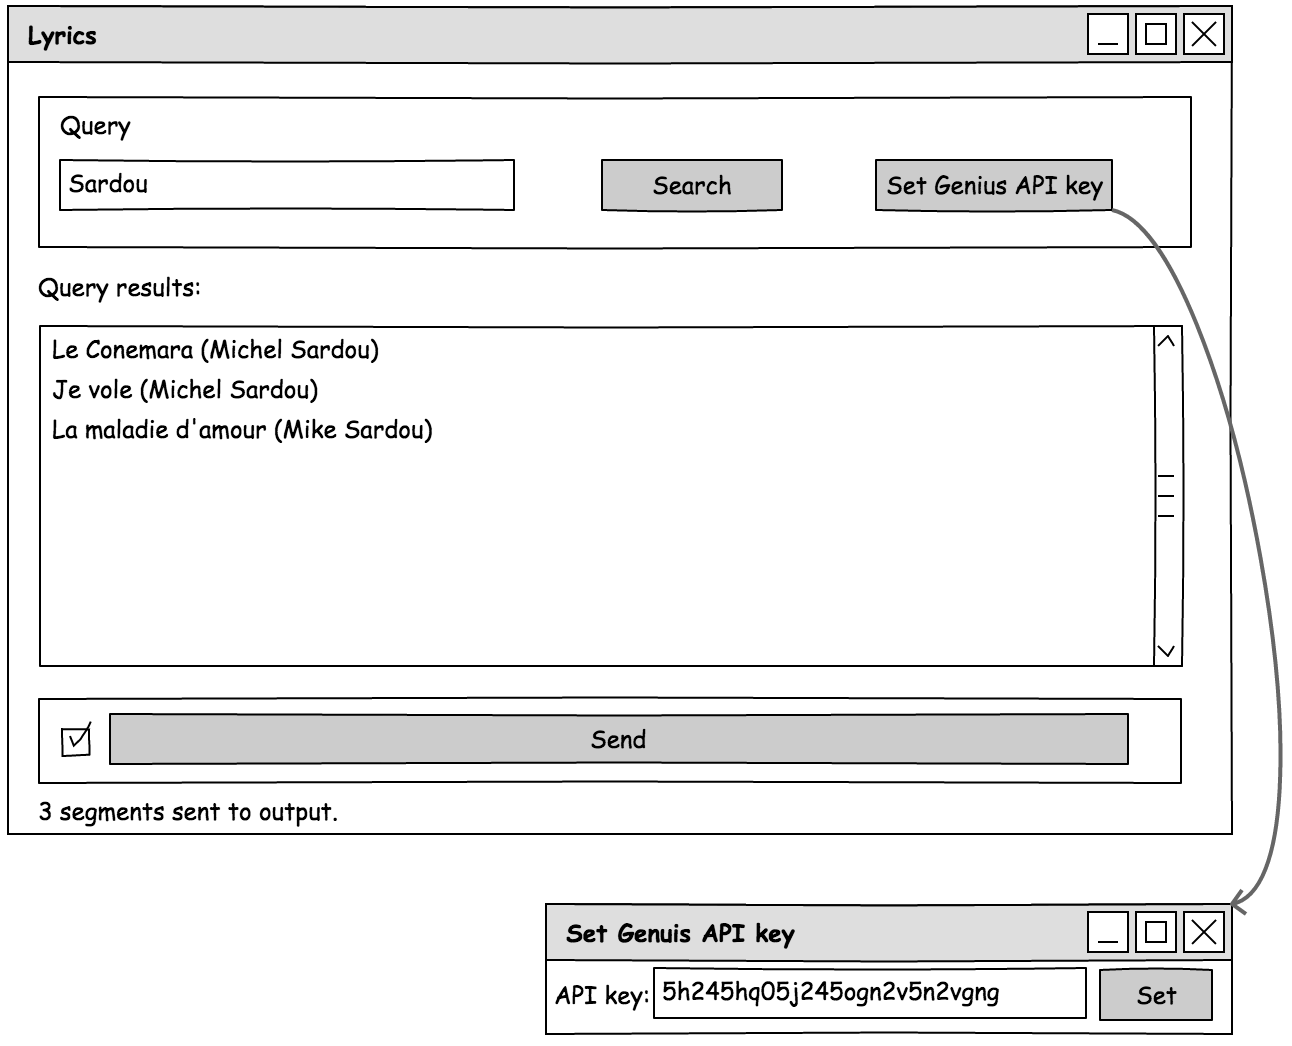 Lyrics
Query
Sardou
Search
Set Genius API key
Query results:
Le Conemara (Michel Sardou)
Je vole (Michel Sardou)
La maladie d'amour (Mike Sardou)
Send
3 segments sent to output.
Set Genuis API key
API key:
5h245hq05j245ogn2v5n2vgng
Set